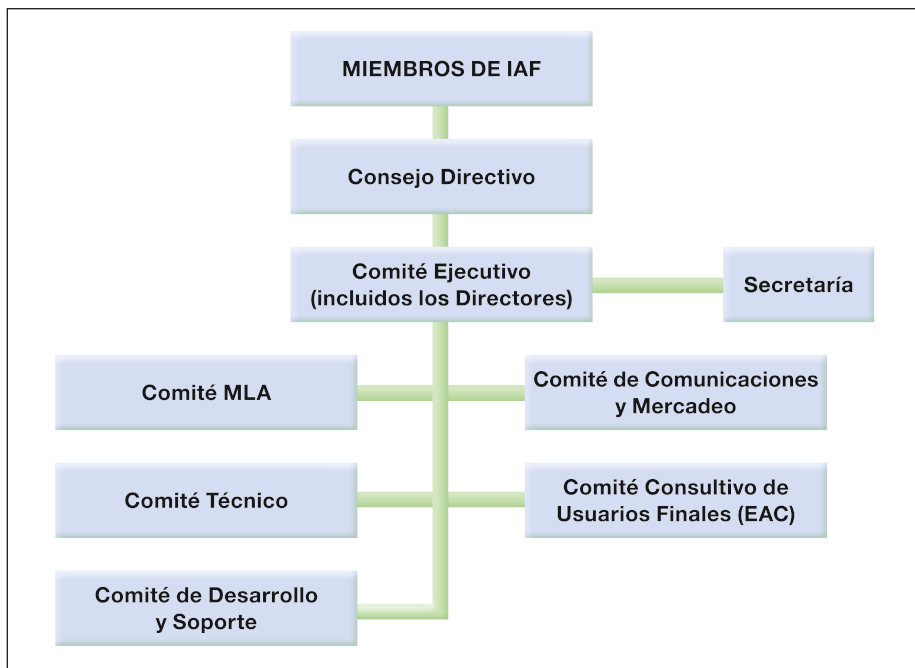 MIEMBROS DE IAF
Consejo Directivo
Comité Ejecutivo
(incluidos los Directores)
Secretaría
Comité MLA
Comité de Comunicaciones
y Mercadeo
Comité Técnico
Comité Consultivo de
Usuarios Finales (EAC)
Comité de Desarrollo
y Soporte